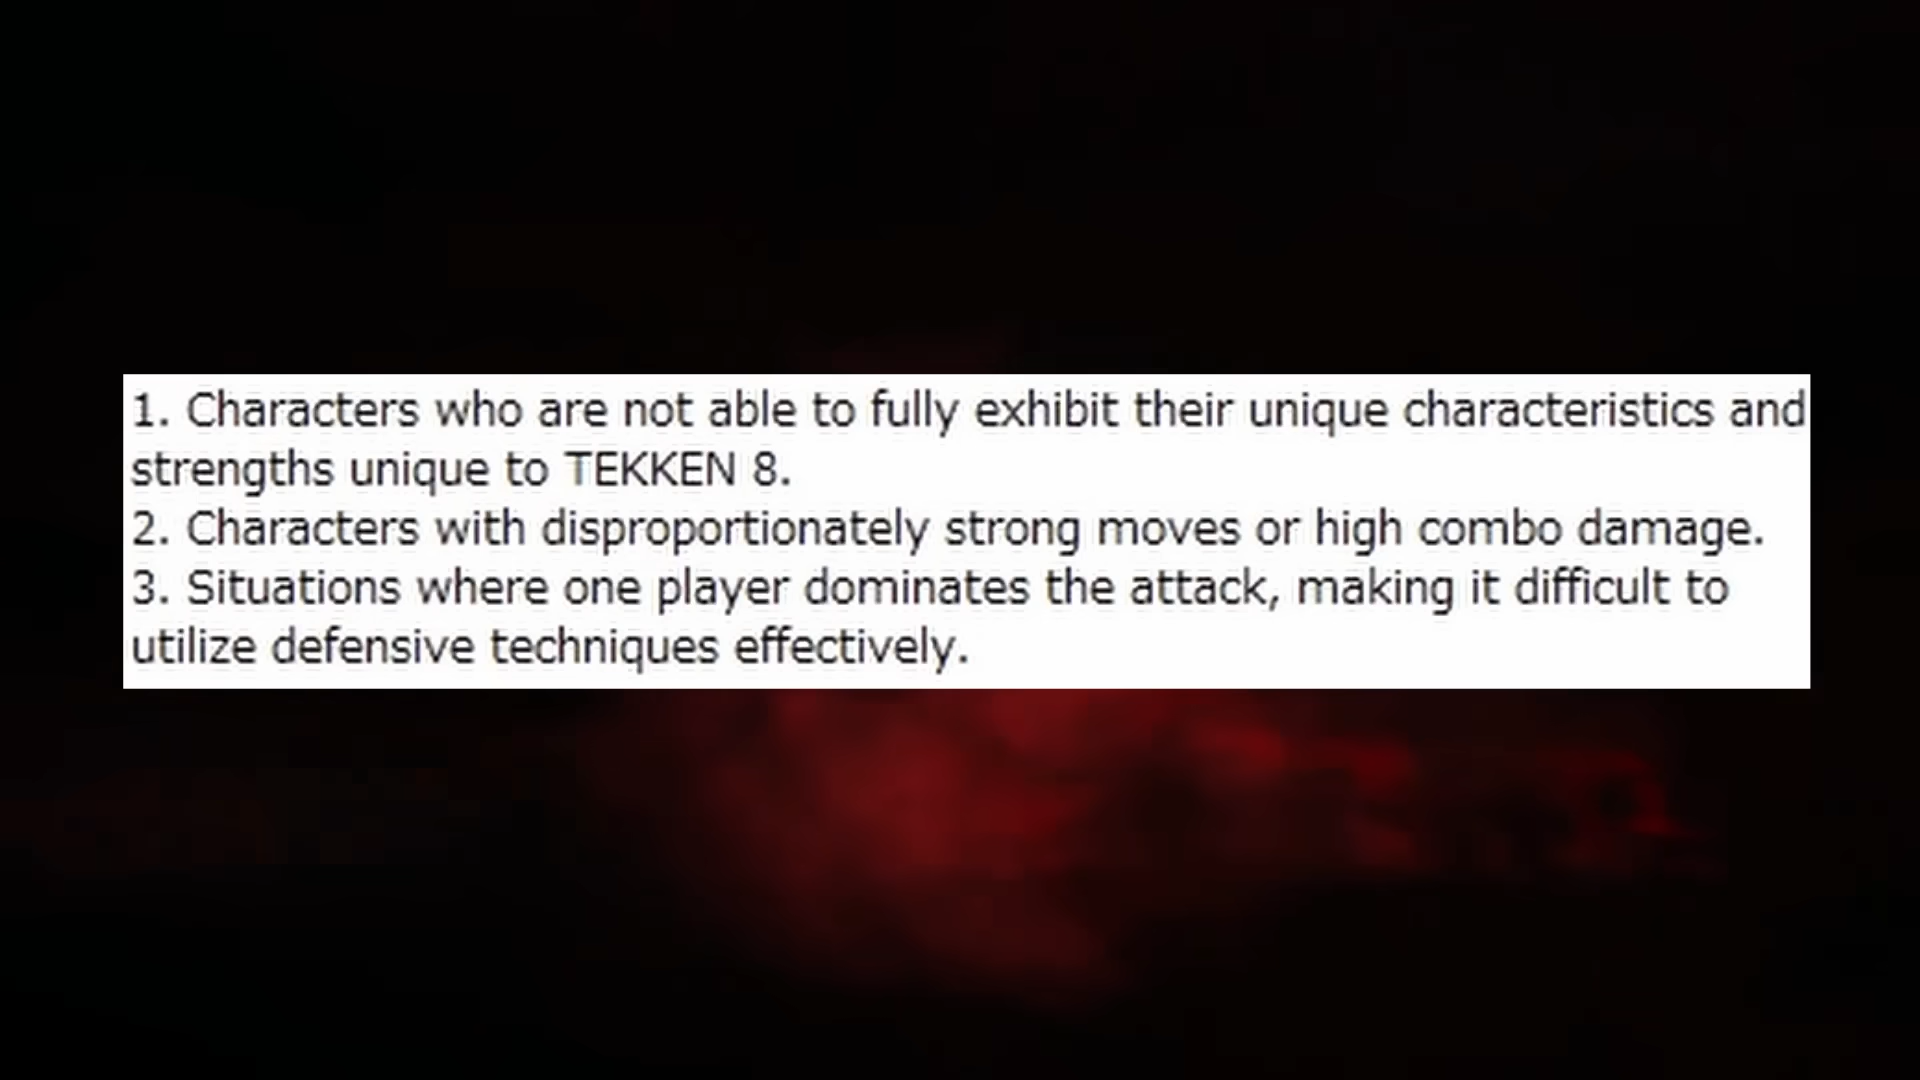 1. Characters who are not able to fully exhibit their unique characteristics and
strengths unique to TEKKEN 8.
2. Characters with disproportionately strong moves or high combo damage.
3. Situations where one player dominates the attack, making it difficult to
utilize defensive techniques effectively.